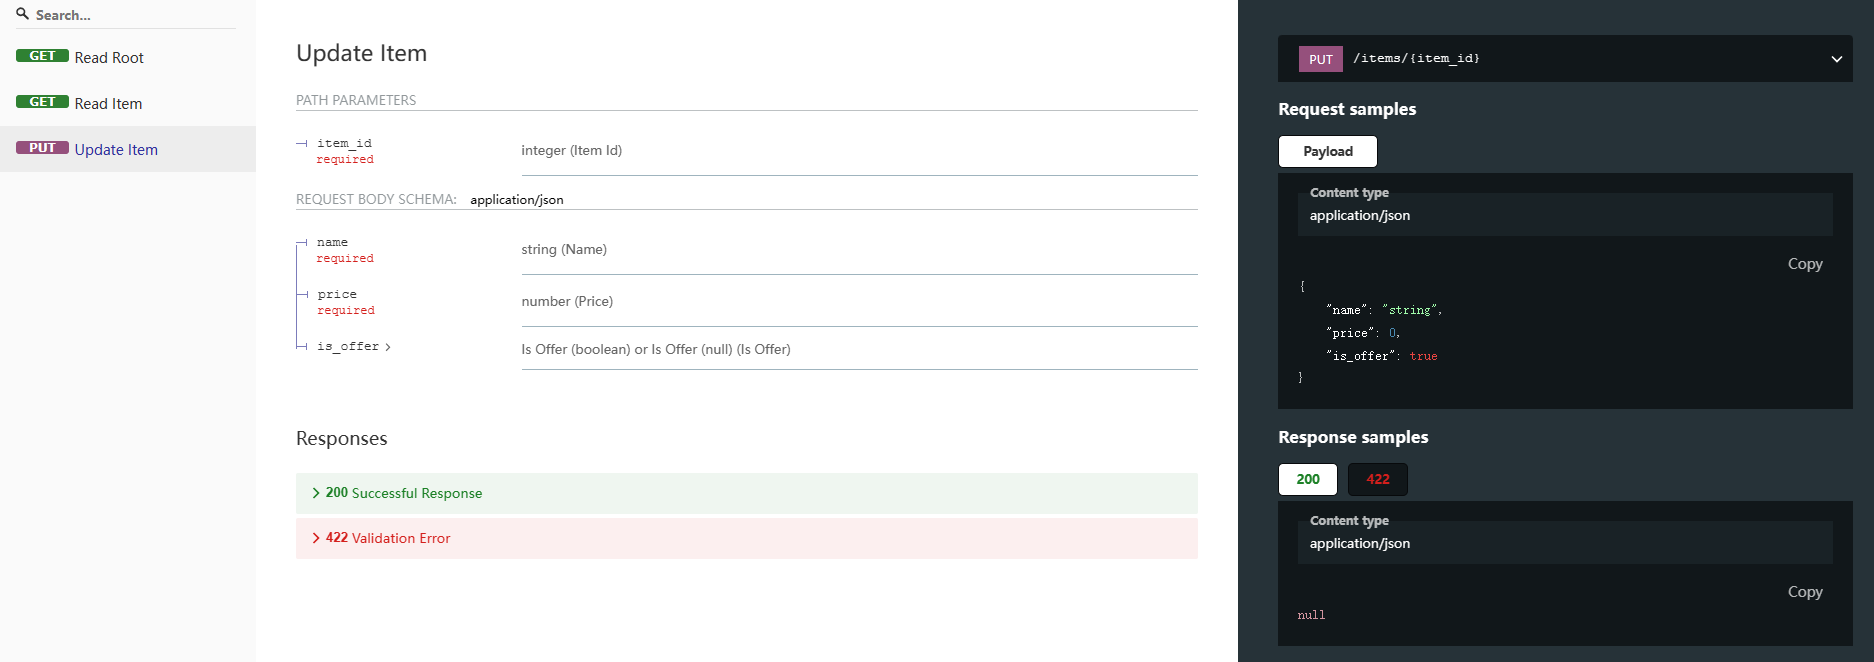 Search...
GET Read Root
GET Read Item
PUT Update Item
Update Item
PATH PARAMETERS
item_id
required
integer (Item Id)
REQUEST BODY SCHEMA: application/json
name
required
string (Name)
price
required
number (Price)
is_offer
Is Offer (boolean) or Is Offer (null) (Is Offer)
Responses
200 Successful Response
422 Validation Error
PUT /items/{item_id}
Request samples
Payload
Content type
application/json
Copy
{
"name": "string",
"price": 0,
"is_offer": true
}
Response samples
200 422
Content type
application/json
Copy
null